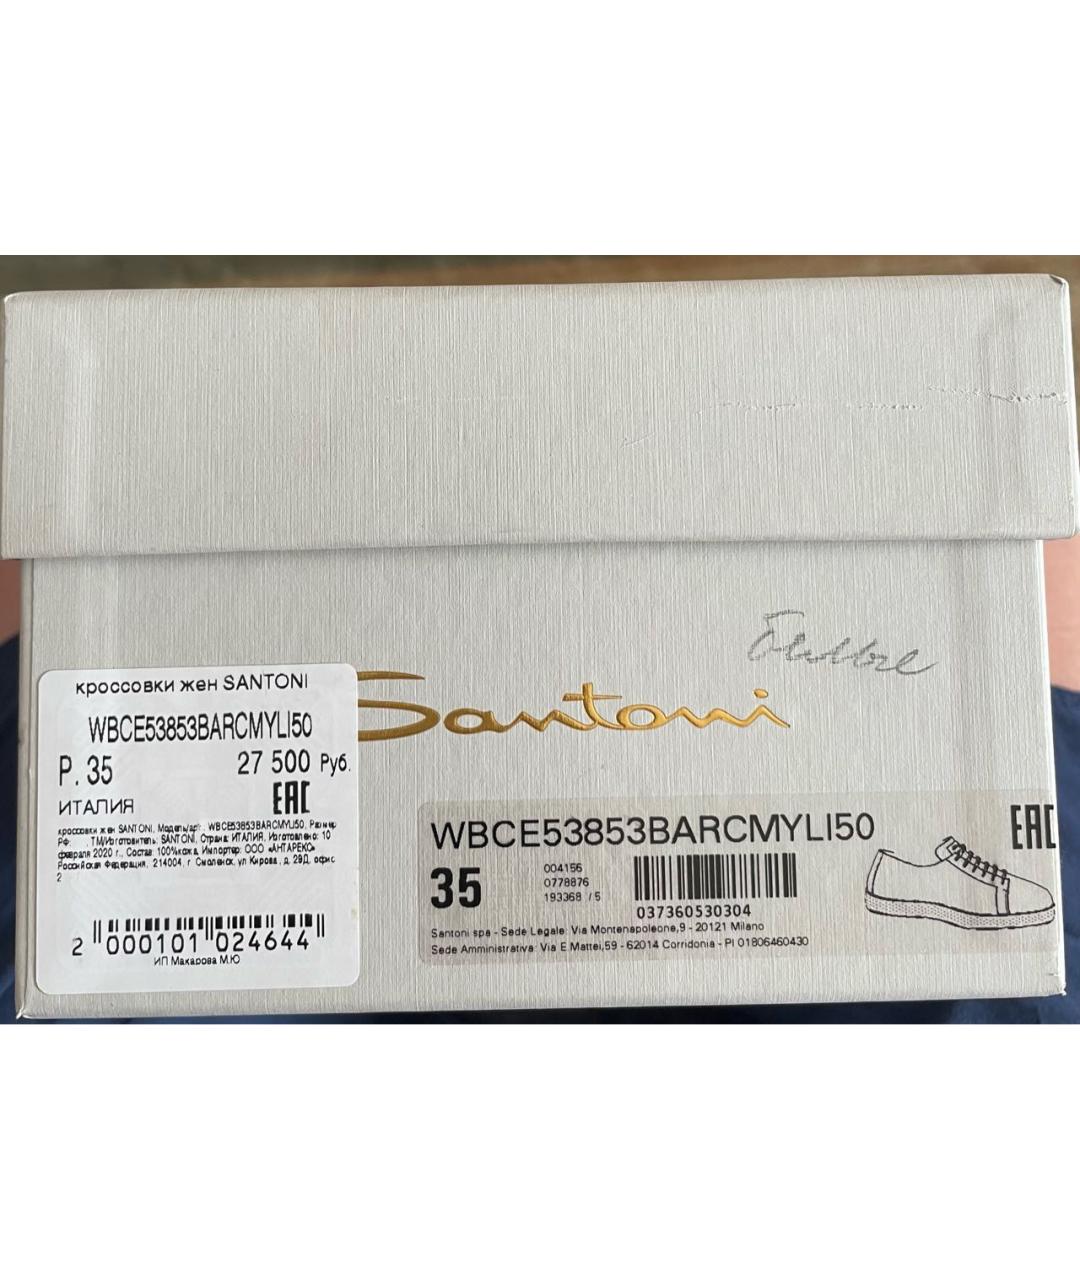 Santoni
кроссовки жен SANTONI
WBCE53853BARCMYLI50
Р. 35
27 500 Руб.
ИТАЛИЯ
EAC
кроссовки жен SANTONI, Модель/арт.: WBCE53853BARCMYLI50, Размер
РФ: , ТМ/Изготовитель: SANTONI, Страна: ИТАЛИЯ, Изготовлено: 10
февраля 2020 г., Состав: 100%кожа, Импортер: ООО «АНТАРЕКС»
Российская Федерация, 214004, г Смоленск, ул Кирова, д. 29Д, офис
2
2 000101 024644
ИП Макарова М.Ю
WBCE53853BARCMYLI50
EAC
35
004156
0778876
193368 /5
037360530304
Santoni spa - Sede Legale: Via Montenapoleone,9 - 20121 Milano
Sede Amministrativa: Via E.Mattei,59 - 62014 Corridonia - PI 01806460430